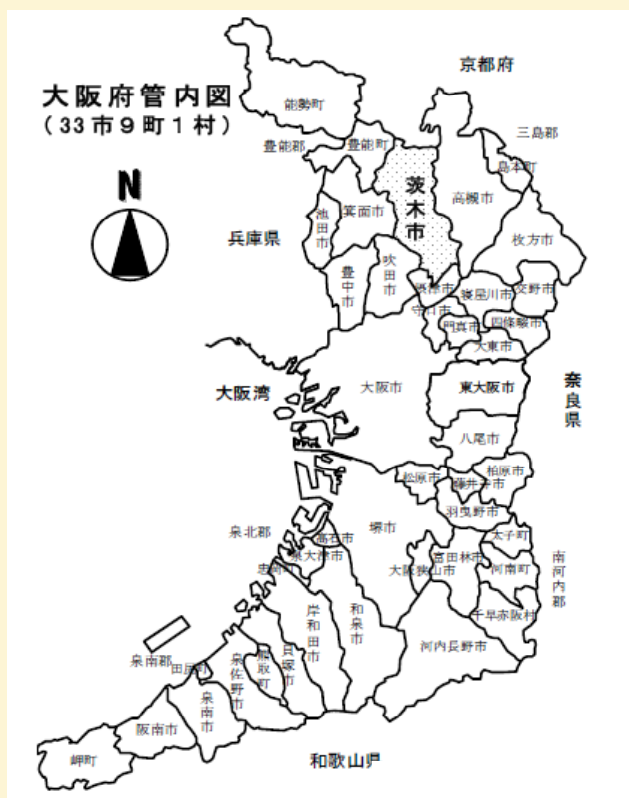 京都府
大阪府管内図
(33市9町1村)
能勢町
三島郡
豊能郡
豊能町
島本町
茨木市
高槻市
N
池田市
箕面市
兵庫県
枚方市
吹田市
豊中市
摂津市
寝屋川市
交野市
守口市
門真市
四條畷市
大東市
大阪湾
大阪市
東大阪市
奈良県
八尾市
松原市
柏原市
藤井寺市
羽曳野市
泉北郡
堺市
高石市
太子町
泉大津市
富田林市
忠岡町
大阪狭山市
河南町
南河内郡
岸和田市
和泉市
千早赤阪村
河内長野市
泉南郡
田尻町
泉佐野市
熊取町
貝塚市
泉南市
阪南市
岬町
和歌山県